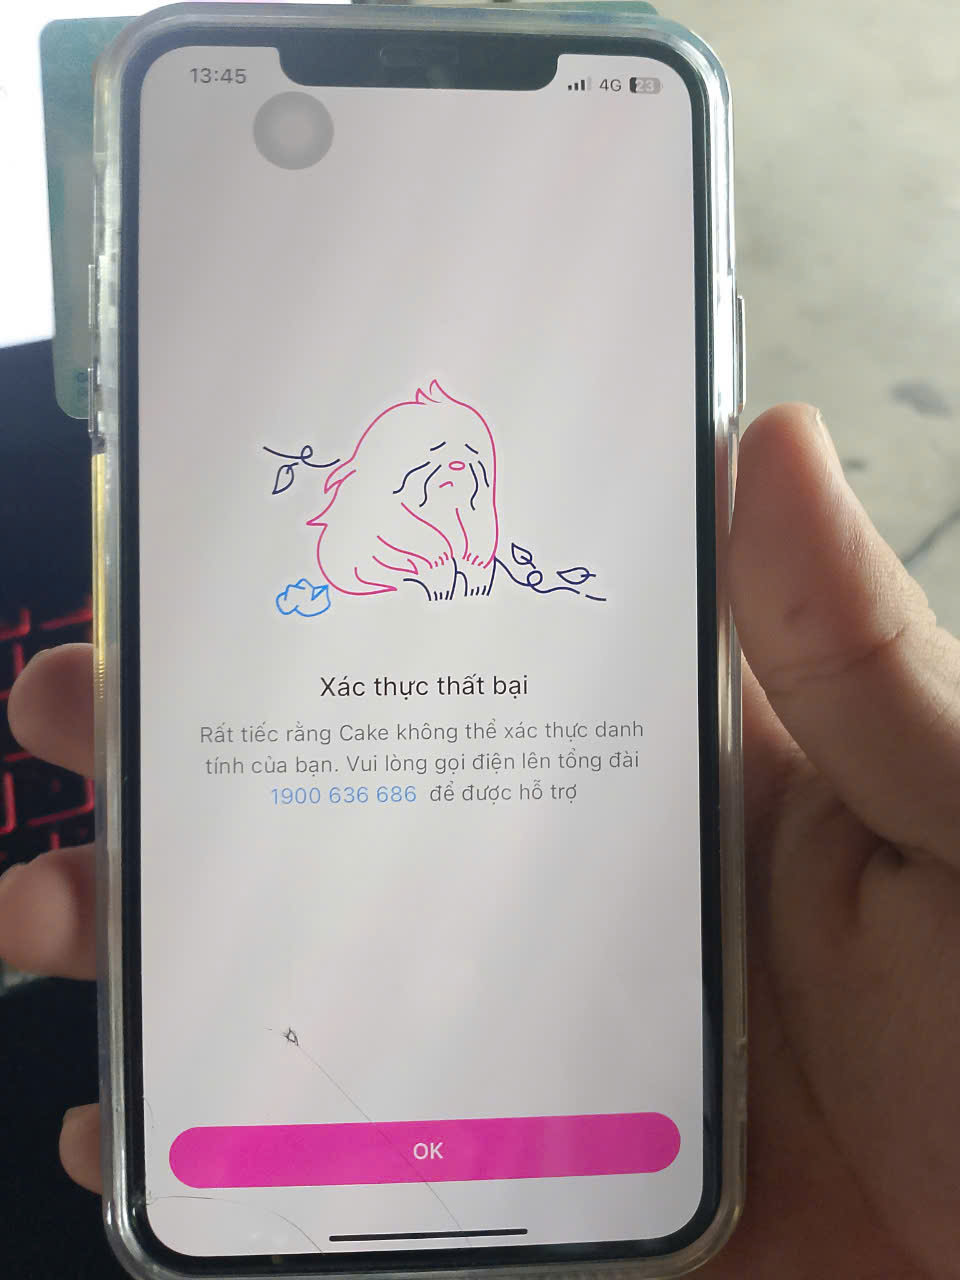 13:45
4G 23
Xác thực thất bại
Rất tiếc rằng Cake không thể xác thực danh
tính của bạn. Vui lòng gọi điện lên tổng đài
1900 636 686 để được hỗ trợ
OK